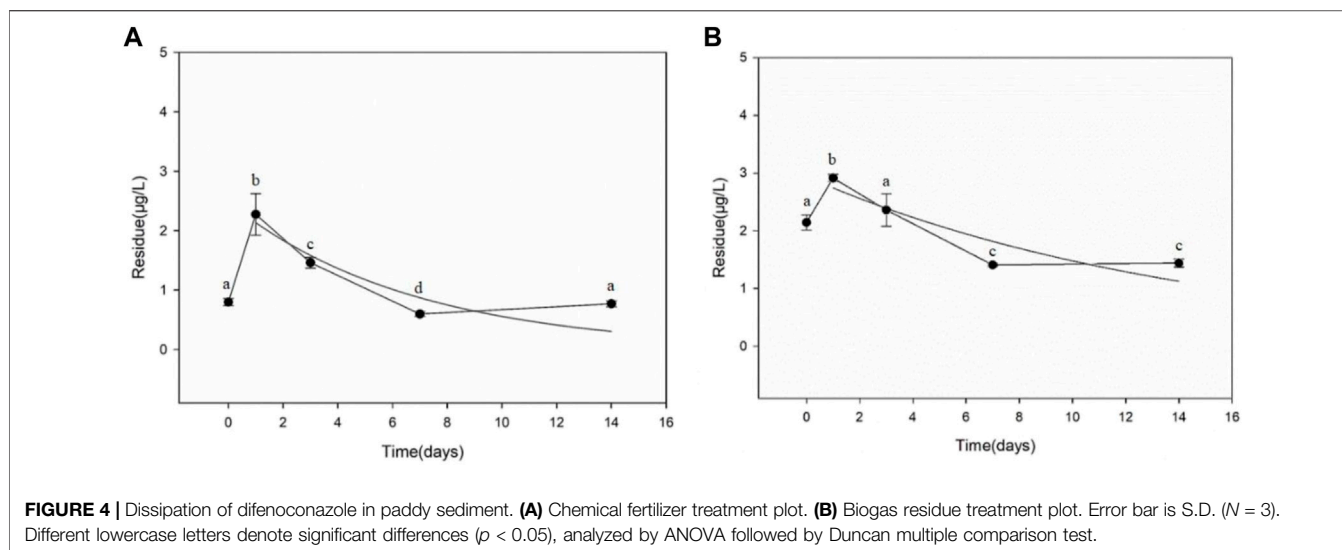 A
B
5
4
3
2
1
0
Residue(µg/L)
a
b
c
d
a
0 2 4 6 8 10 12 14 16
Time(days)
5
4
3
2
1
0
Residue(µg/L)
a
b
a
c
c
0 2 4 6 8 10 12 14 16
Time(days)
FIGURE 4 | Dissipation of difenoconazole in paddy sediment. (A) Chemical fertilizer treatment plot. (B) Biogas residue treatment plot. Error bar is S.D. (N = 3).
Different lowercase letters denote significant differences (p < 0.05), analyzed by ANOVA followed by Duncan multiple comparison test.